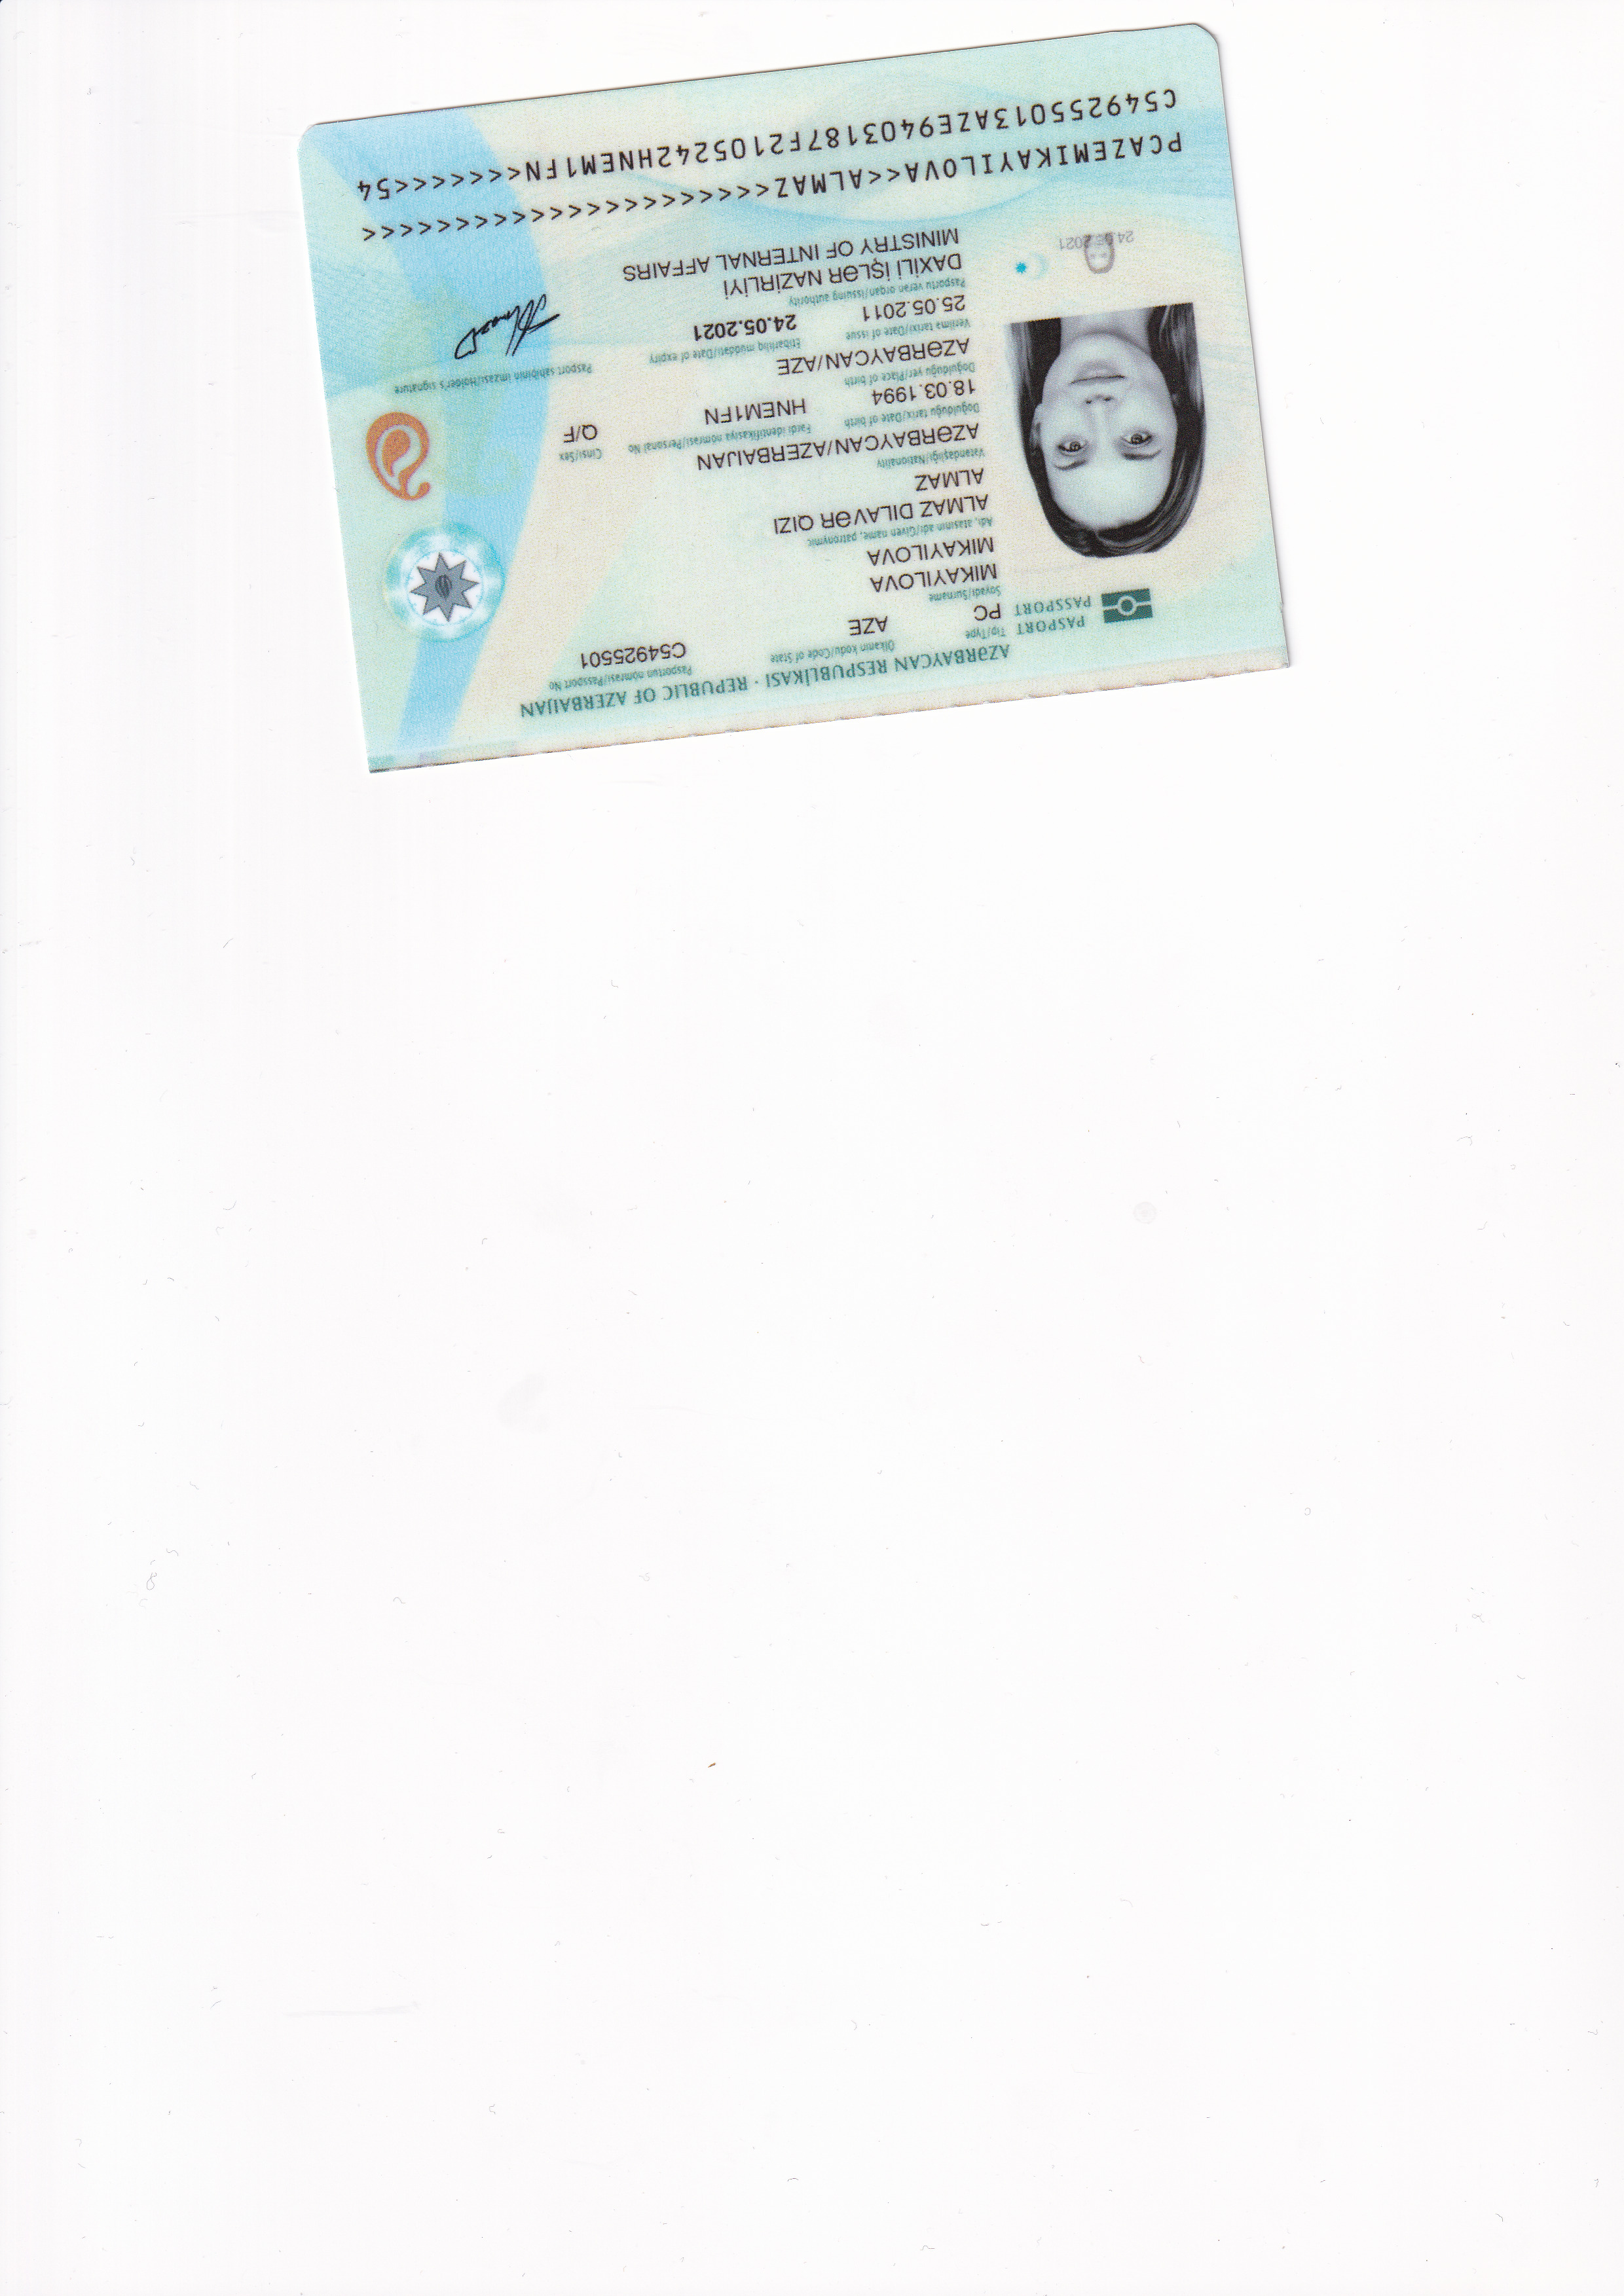 AZƏRBAYCAN RESPUBLİKASI · REPUBLIC OF AZERBAIJAN
PASPORT
PASSPORT
Tip/Type
Ölkənin kodu/Code of State
Pasportun nömrəsi/Passport No
PC
AZE
C54925501
Soyadı/Surname
MIKAYILOVA
MIKAYILOVA
Adı, atasının adı/Given name, patronymic
ALMAZ DILAVƏR QIZI
ALMAZ
Vətəndaşlığı/Nationality
AZƏRBAYCAN/AZERBAIJAN
Doğulduğu tarix/Date of birth
Fərdi identifikasiya nömrəsi/Personal No
Cinsi/Sex
18.03.1994
HNEM1FN
Q/F
Doğulduğu yer/Place of birth
AZƏRBAYCAN/AZE
Verilmə tarixi/Date of issue
Etibarlılıq müddəti/Date of expiry
Pasport sahibinin imzası/Holder's signature
25.05.2011
24.05.2021
Pasportu verən orqan/Issuing authority
DAXİLİ İŞLƏR NAZİRLİYİ
MINISTRY OF INTERNAL AFFAIRS
24.05.2021
PCAZEMIKAYILOVA<<ALMAZ<<<<<<<<<<<<<<<<<<<<<<
C549255013AZE9403187F2105242HNEM1FN<<<<<<<54